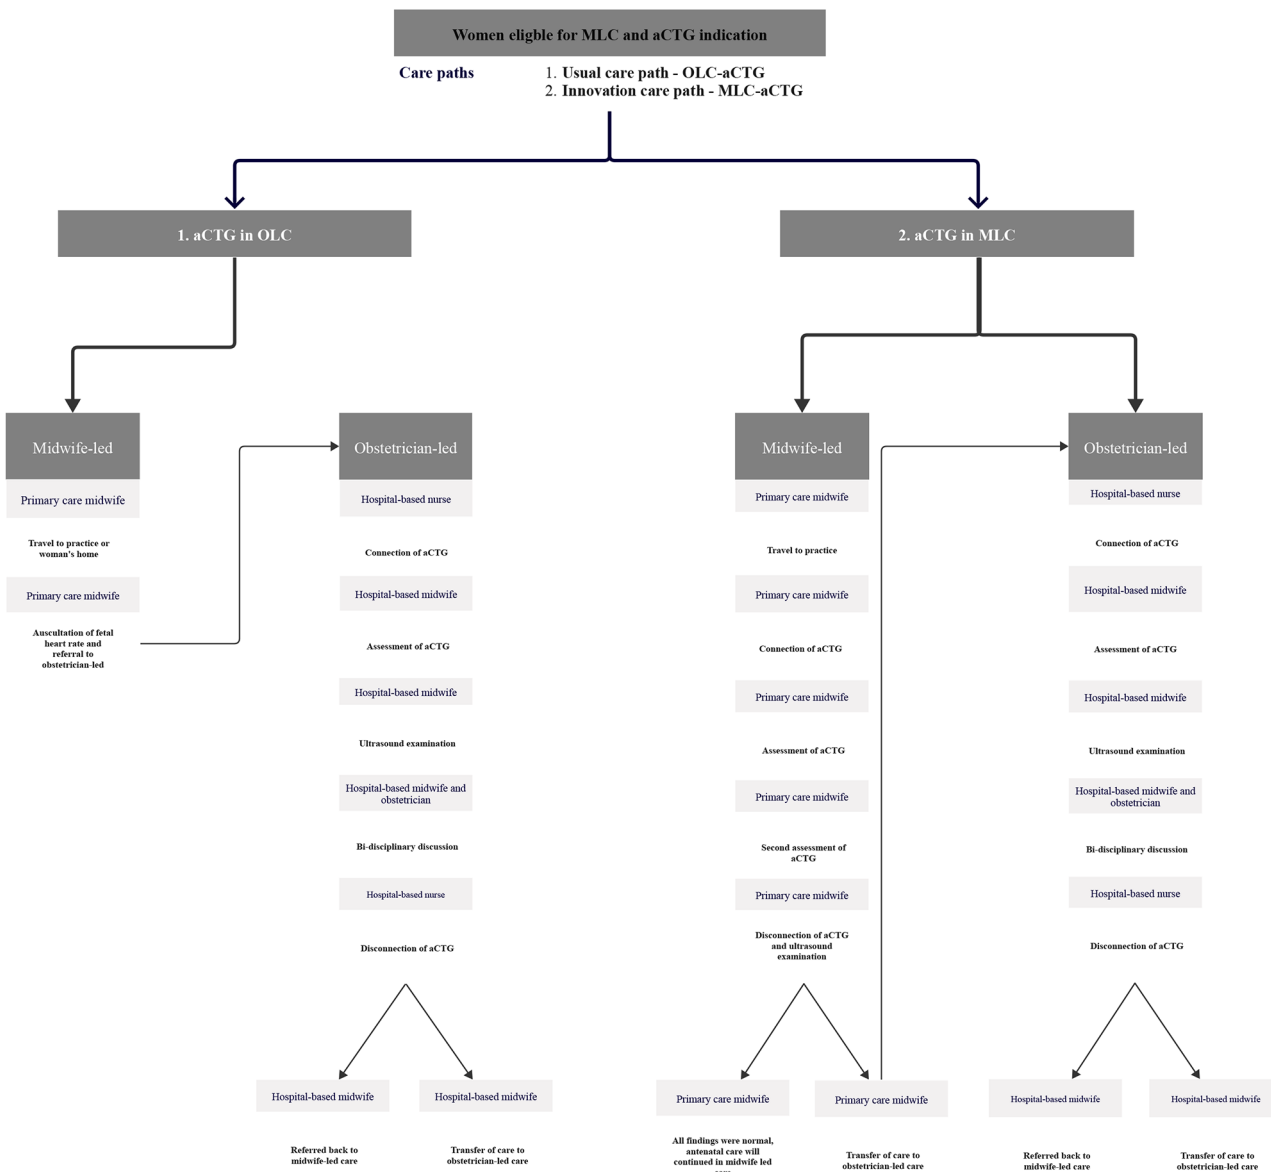 Women eligble for MLC and aCTG indication
Care paths
1. Usual care path - OLC-aCTG
2. Innovation care path - MLC-aCTG
1. aCTG in OLC
2. aCTG in MLC
Midwife-led
Primary care midwife
Travel to practice or
woman's home
Primary care midwife
Auscultation of fetal
heart rate and
referral to
obstetrician-led
Obstetrician-led
Hospital-based nurse
Connection of aCTG
Hospital-based midwife
Assessment of aCTG
Hospital-based midwife
Ultrasound examination
Hospital-based midwife and
obstetrician
Bi-disciplinary discussion
Hospital-based nurse
Disconnection of aCTG
Hospital-based midwife
Referred back to
midwife-led care
Hospital-based midwife
Transfer of care to
obstetrician-led care
Midwife-led
Primary care midwife
Travel to practice
Primary care midwife
Connection of aCTG
Primary care midwife
Assessment of aCTG
Primary care midwife
Second assessment of
aCTG
Primary care midwife
Disconnection of aCTG
and ultrasound
examination
Primary care midwife
All findings were normal,
antenatal care will
continued in midwife led
Primary care midwife
Transfer of care to
obstetrician-led care
Obstetrician-led
Hospital-based nurse
Connection of aCTG
Hospital-based midwife
Assessment of aCTG
Hospital-based midwife
Ultrasound examination
Hospital-based midwife and
obstetrician
Bi-disciplinary discussion
Hospital-based nurse
Disconnection of aCTG
Hospital-based midwife
Referred back to
midwife-led care
Hospital-based midwife
Transfer of care to
obstetrician-led care